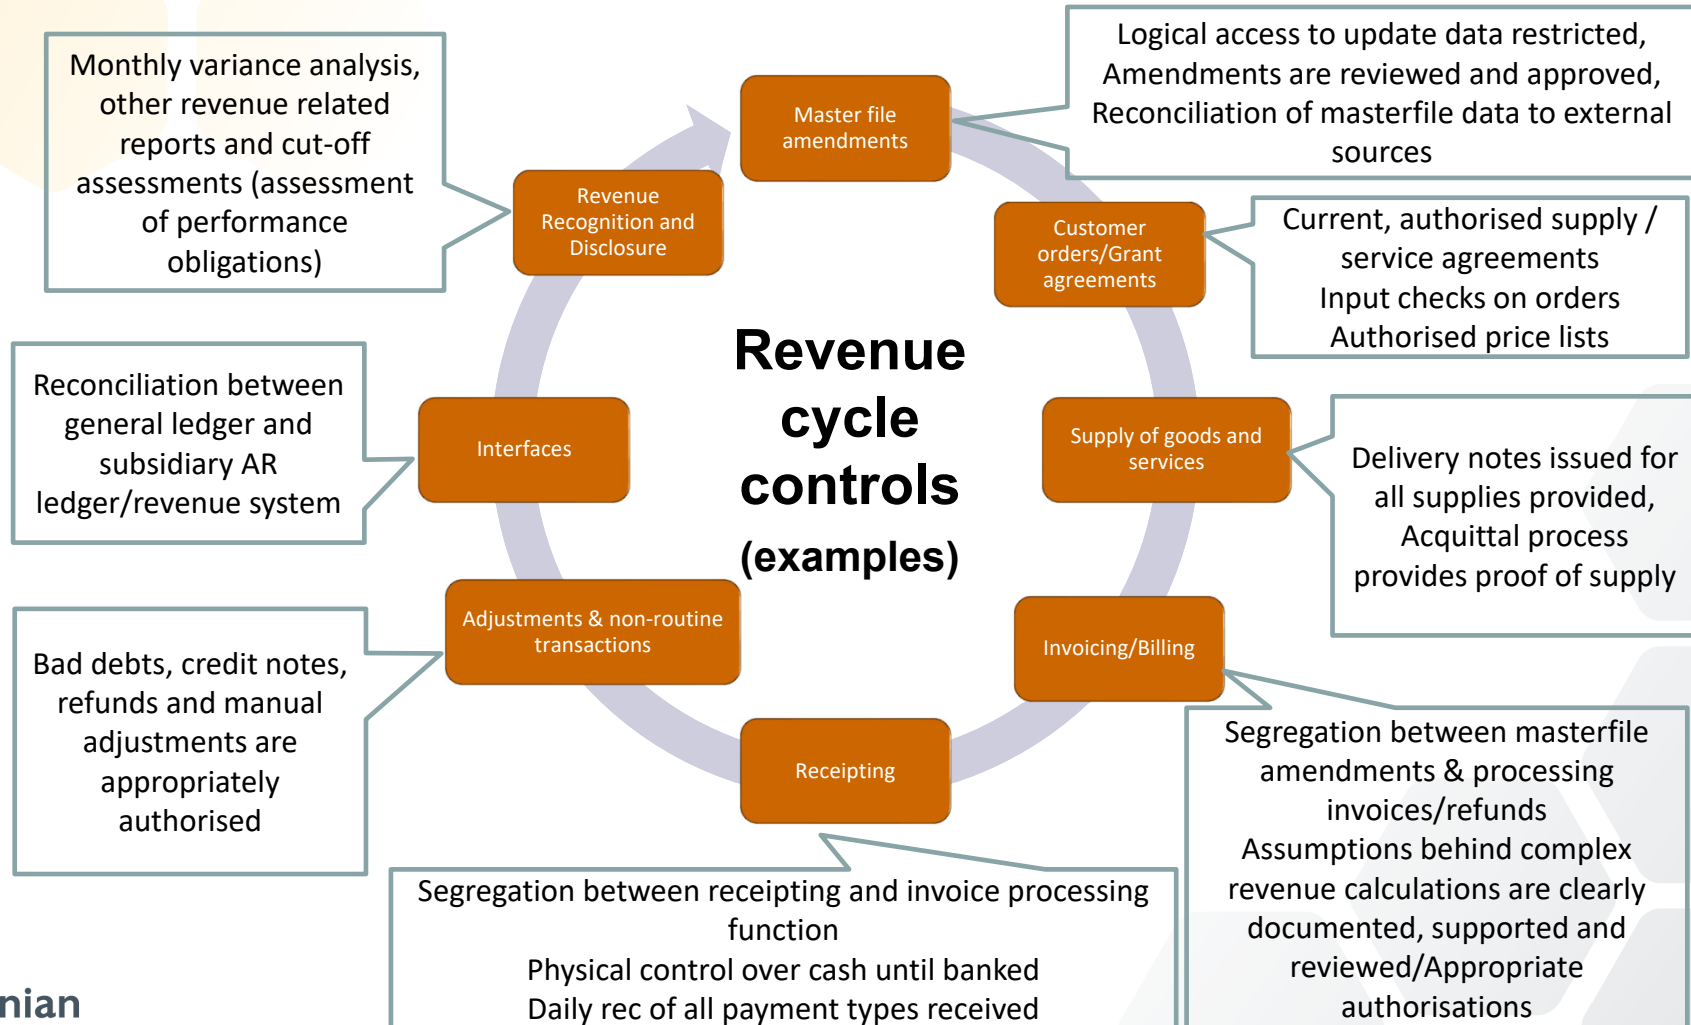 Monthly variance analysis,
other revenue related
reports and cut-off
assessments (assessment
of performance
obligations)
Master file
amendments
Logical access to update data restricted,
Amendments are reviewed and approved,
Reconciliation of masterfile data to external
sources
Revenue
Recognition and
Disclosure
Customer
orders/Grant
agreements
Current, authorised supply /
service agreements
Input checks on orders
Authorised price lists
Revenue
cycle
controls
(examples)
Reconciliation between
general ledger and
subsidiary AR
ledger/revenue system
Interfaces
Supply of goods and
services
Delivery notes issued for
all supplies provided,
Acquittal process
provides proof of supply
Adjustments & non-routine
transactions
Invoicing/Billing
Bad debts, credit notes,
refunds and manual
adjustments are
appropriately
authorised
Receipting
Segregation between masterfile
amendments & processing
invoices/refunds
Assumptions behind complex
revenue calculations are clearly
documented, supported and
reviewed/Appropriate
authorisations
Segregation between receipting and invoice processing
function
Physical control over cash until banked
Daily rec of all payment types received
nian